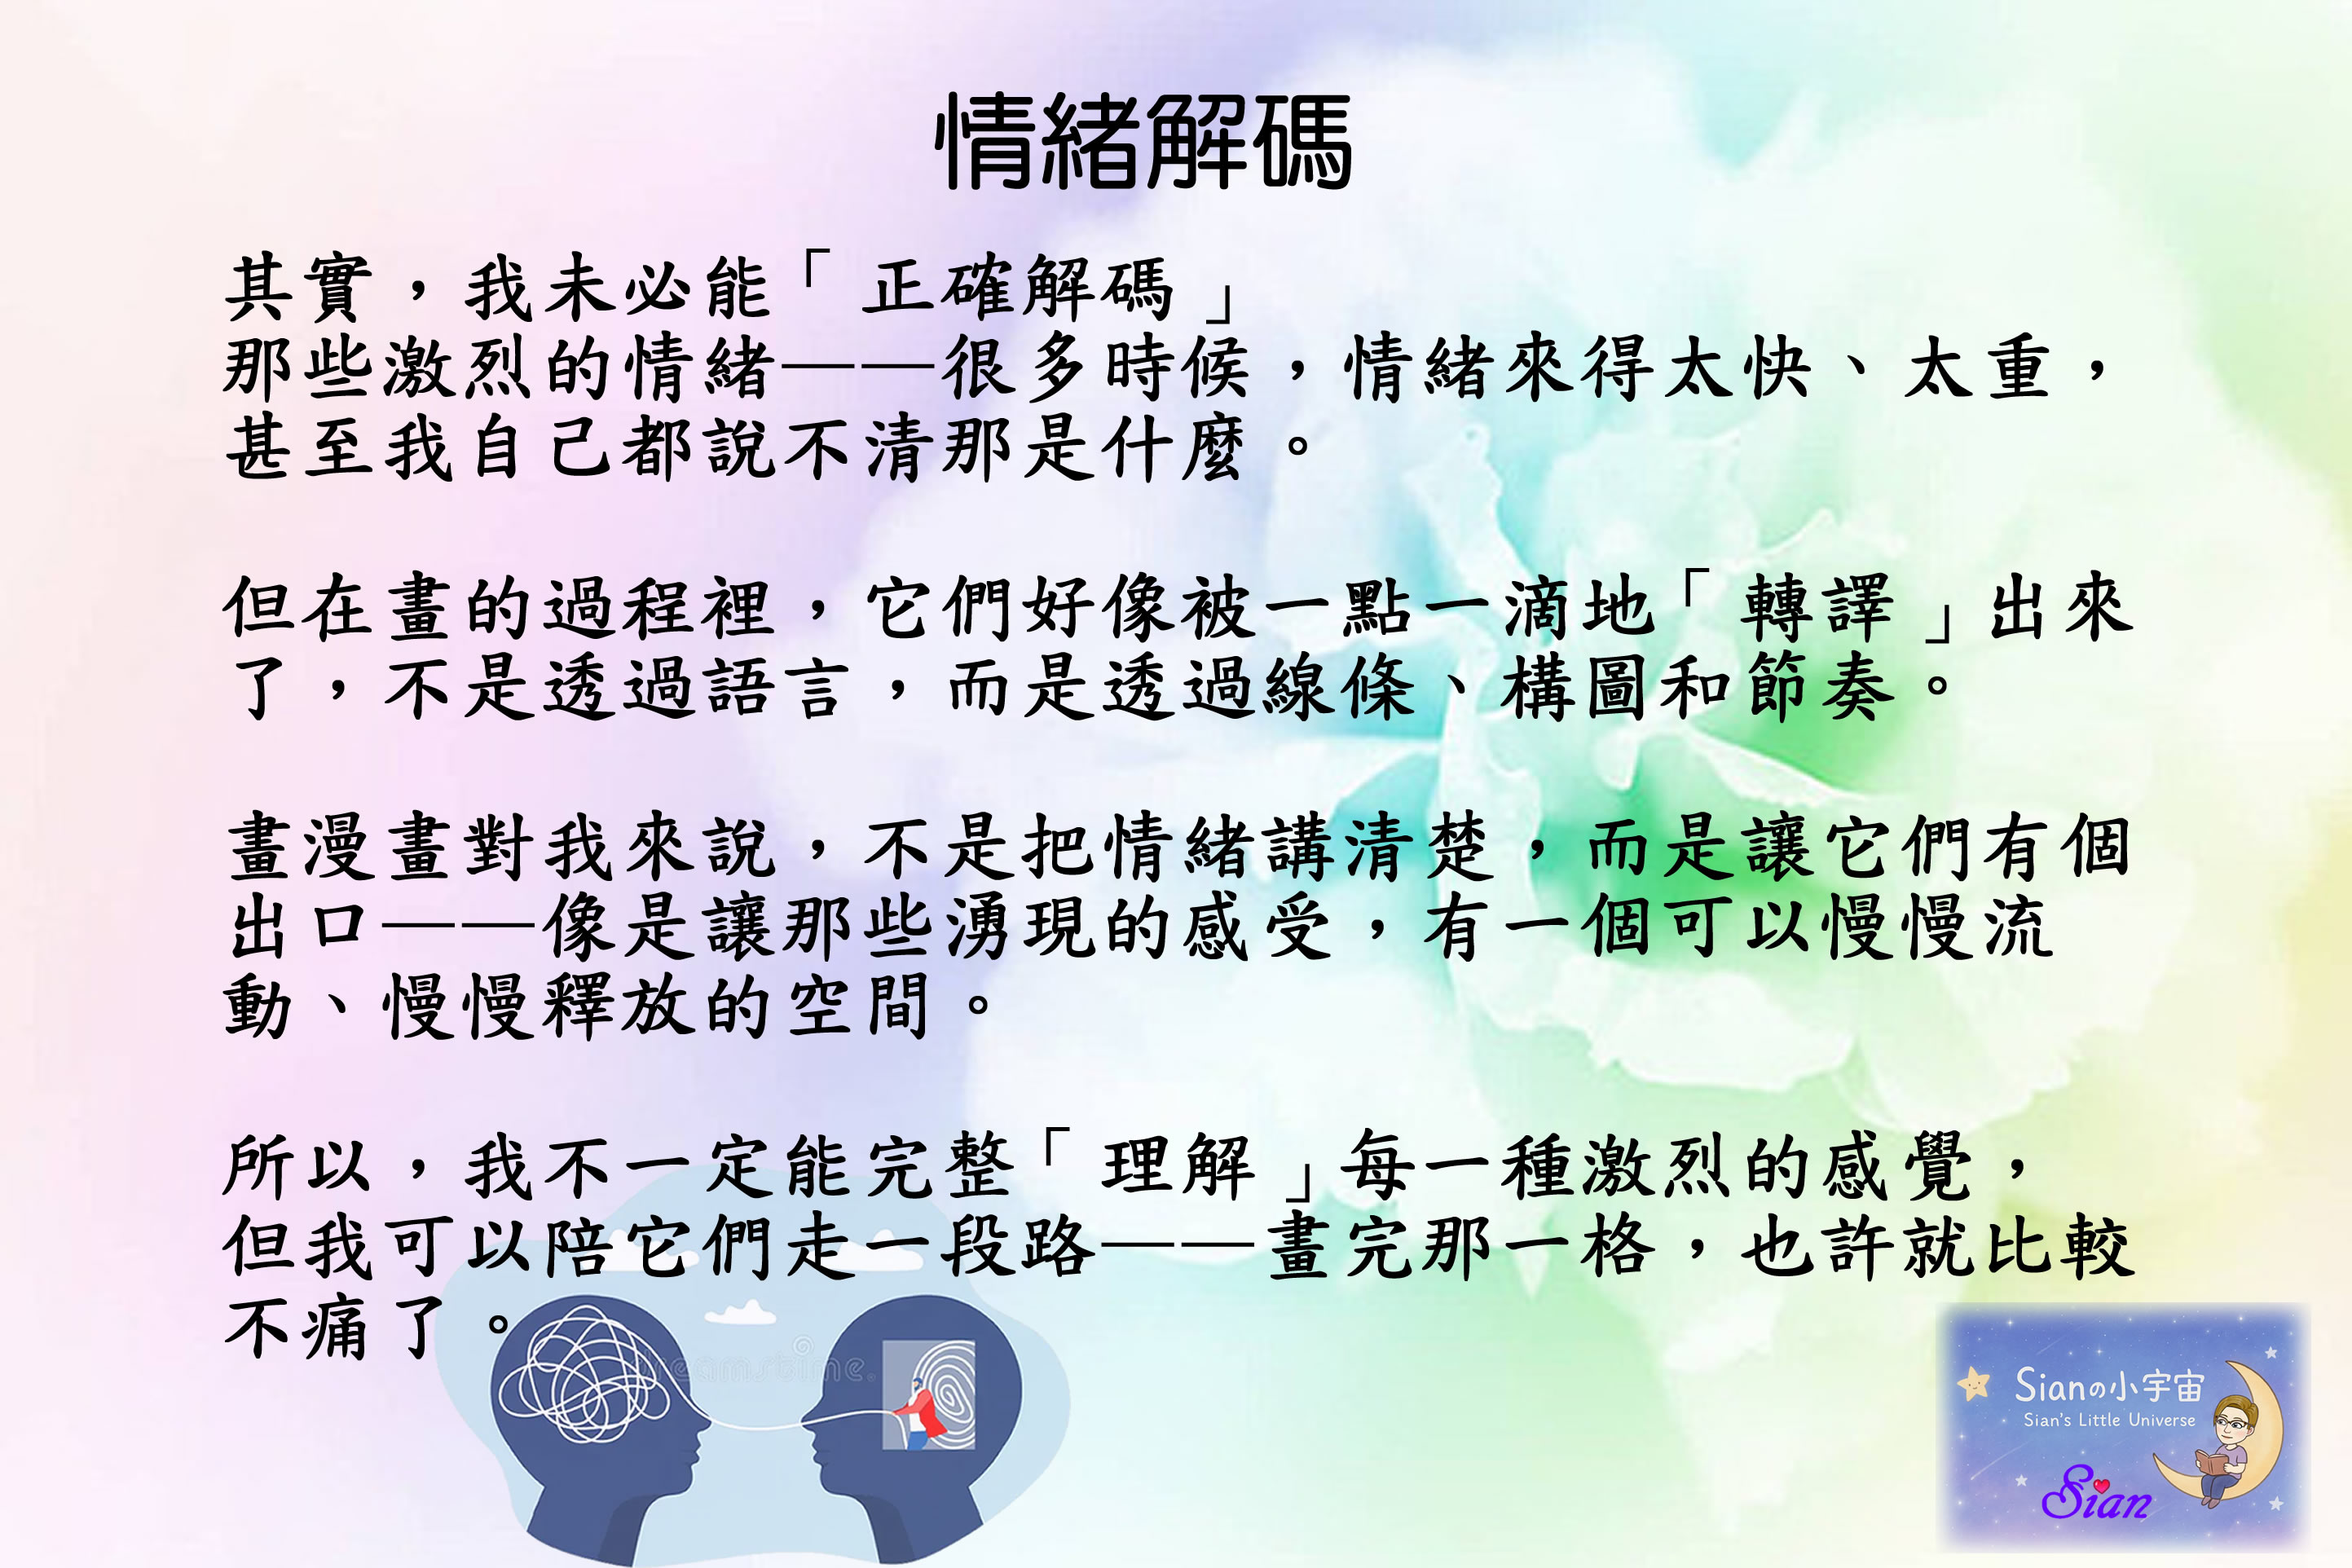 情緒解碼
其實，我未必能「 正確解碼 」
那些激烈的情緒——很多時候，情緒來得太快、太重，
甚至我自己都說不清那是什麼 。
但在畫的過程裡，它們好像被一點一滴地「 轉譯 」出來
了，不是透過語言，而是透過線條、構圖和節奏。
畫漫畫對我來說，不是把情緒講清楚，而是讓它們有個
出口——像是讓那些湧現的感受，有一個可以慢慢流
動、慢慢釋放的空間。
所以，我不一定能完整「 理解 」每一種激烈的感覺，
但我可以陪它們走一段路——畫完那一格，也許就比較
不痛了 。
dreamstime.
Sianの小宇宙
Sian's Little Universe
Sian